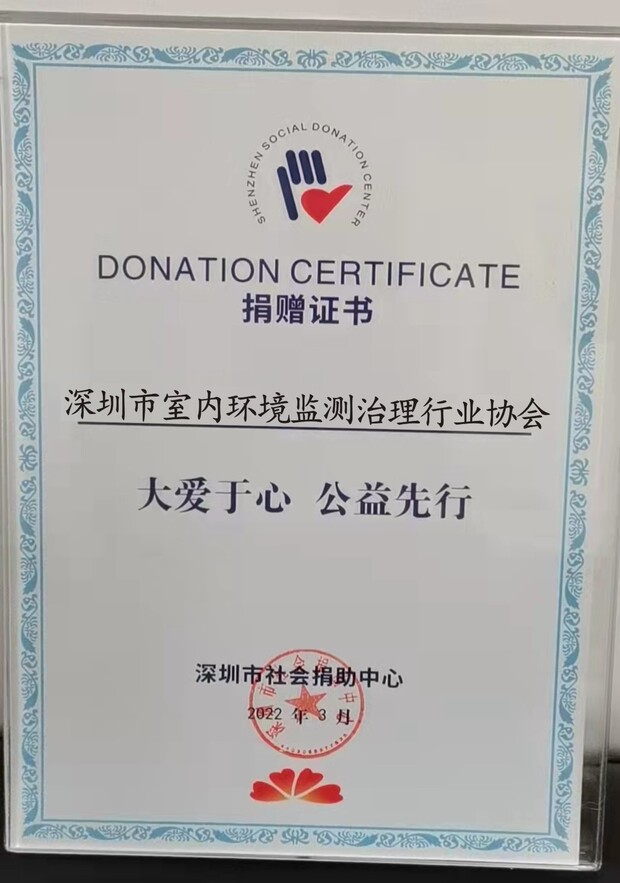 SHENZHEN SOCIAL DONATION CENTER
DONATION CERTIFICATE
捐赠证书
深圳市室内环境监测治理行业协会
大爱于心 公益先行
深圳市社会捐助中心
2022 年 3 月